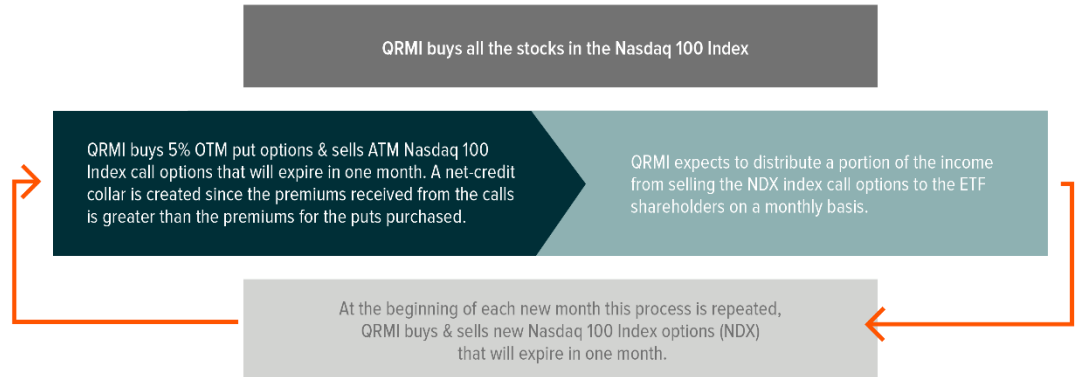 QRMI buys all the stocks in the Nasdaq 100 Index
QRMI buys 5% OTM put options & sells ATM Nasdaq 100
Index call options that will expire in one month. A net-credit
collar is created since the premiums received from the calls
is greater than the premiums for the puts purchased.
QRMI expects to distribute a portion of the income
from selling the NDX index call options to the ETF
shareholders on a monthly basis.
At the beginning of each new month this process is repeated,
QRMI buys & sells new Nasdaq 100 Index options (NDX)
that will expire in one month.